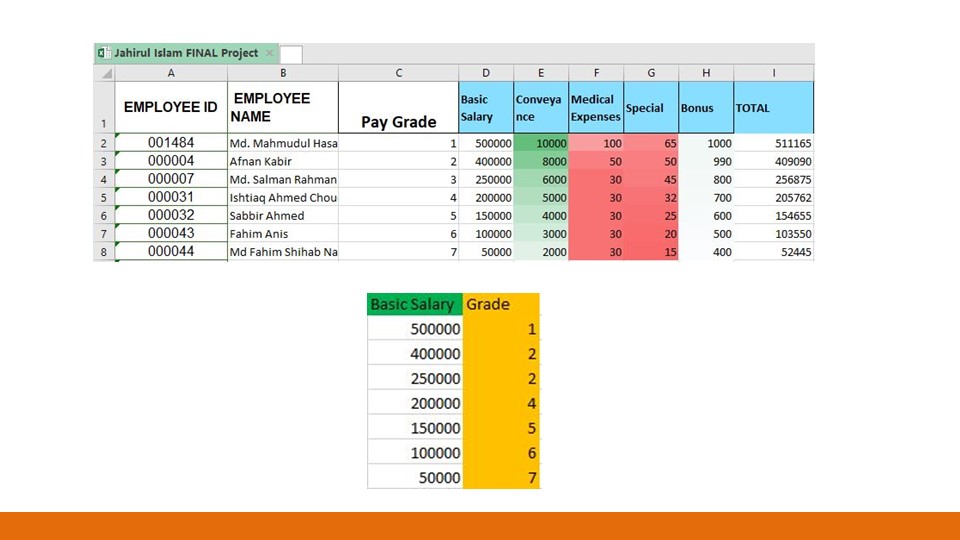 Jahirul Islam FINAL Project
A B C D E F G H I
1 EMPLOYEE ID EMPLOYEE NAME Pay Grade Basic Salary Conveyance Medical Expenses Special Bonus TOTAL
2 001484 Md. Mahmudul Hasa 1 500000 10000 100 65 1000 511165
3 000004 Afnan Kabir 2 400000 8000 50 50 990 409090
4 000007 Md. Salman Rahman 3 250000 6000 30 45 800 256875
5 000031 Ishtiaq Ahmed Chou 4 200000 5000 30 32 700 205762
6 000032 Sabbir Ahmed 5 150000 4000 30 25 600 154655
7 000043 Fahim Anis 6 100000 3000 30 20 500 103550
8 000044 Md Fahim Shihab Na 7 50000 2000 30 15 400 52445
Basic Salary Grade
500000 1
400000 2
250000 2
200000 4
150000 5
100000 6
50000 7